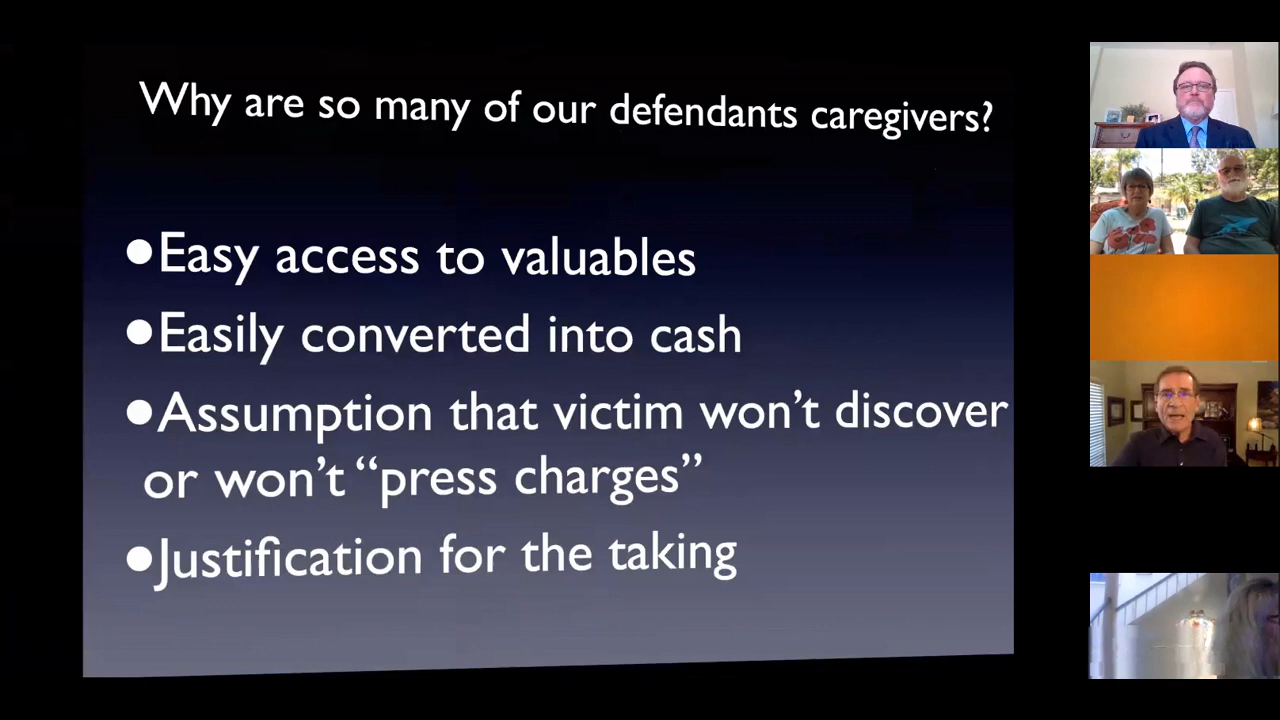 Why are so many of our defendants caregivers?
•Easy access to valuables
•Easily converted into cash
•Assumption that victim won’t discover
or won’t “press charges”
•Justification for the taking